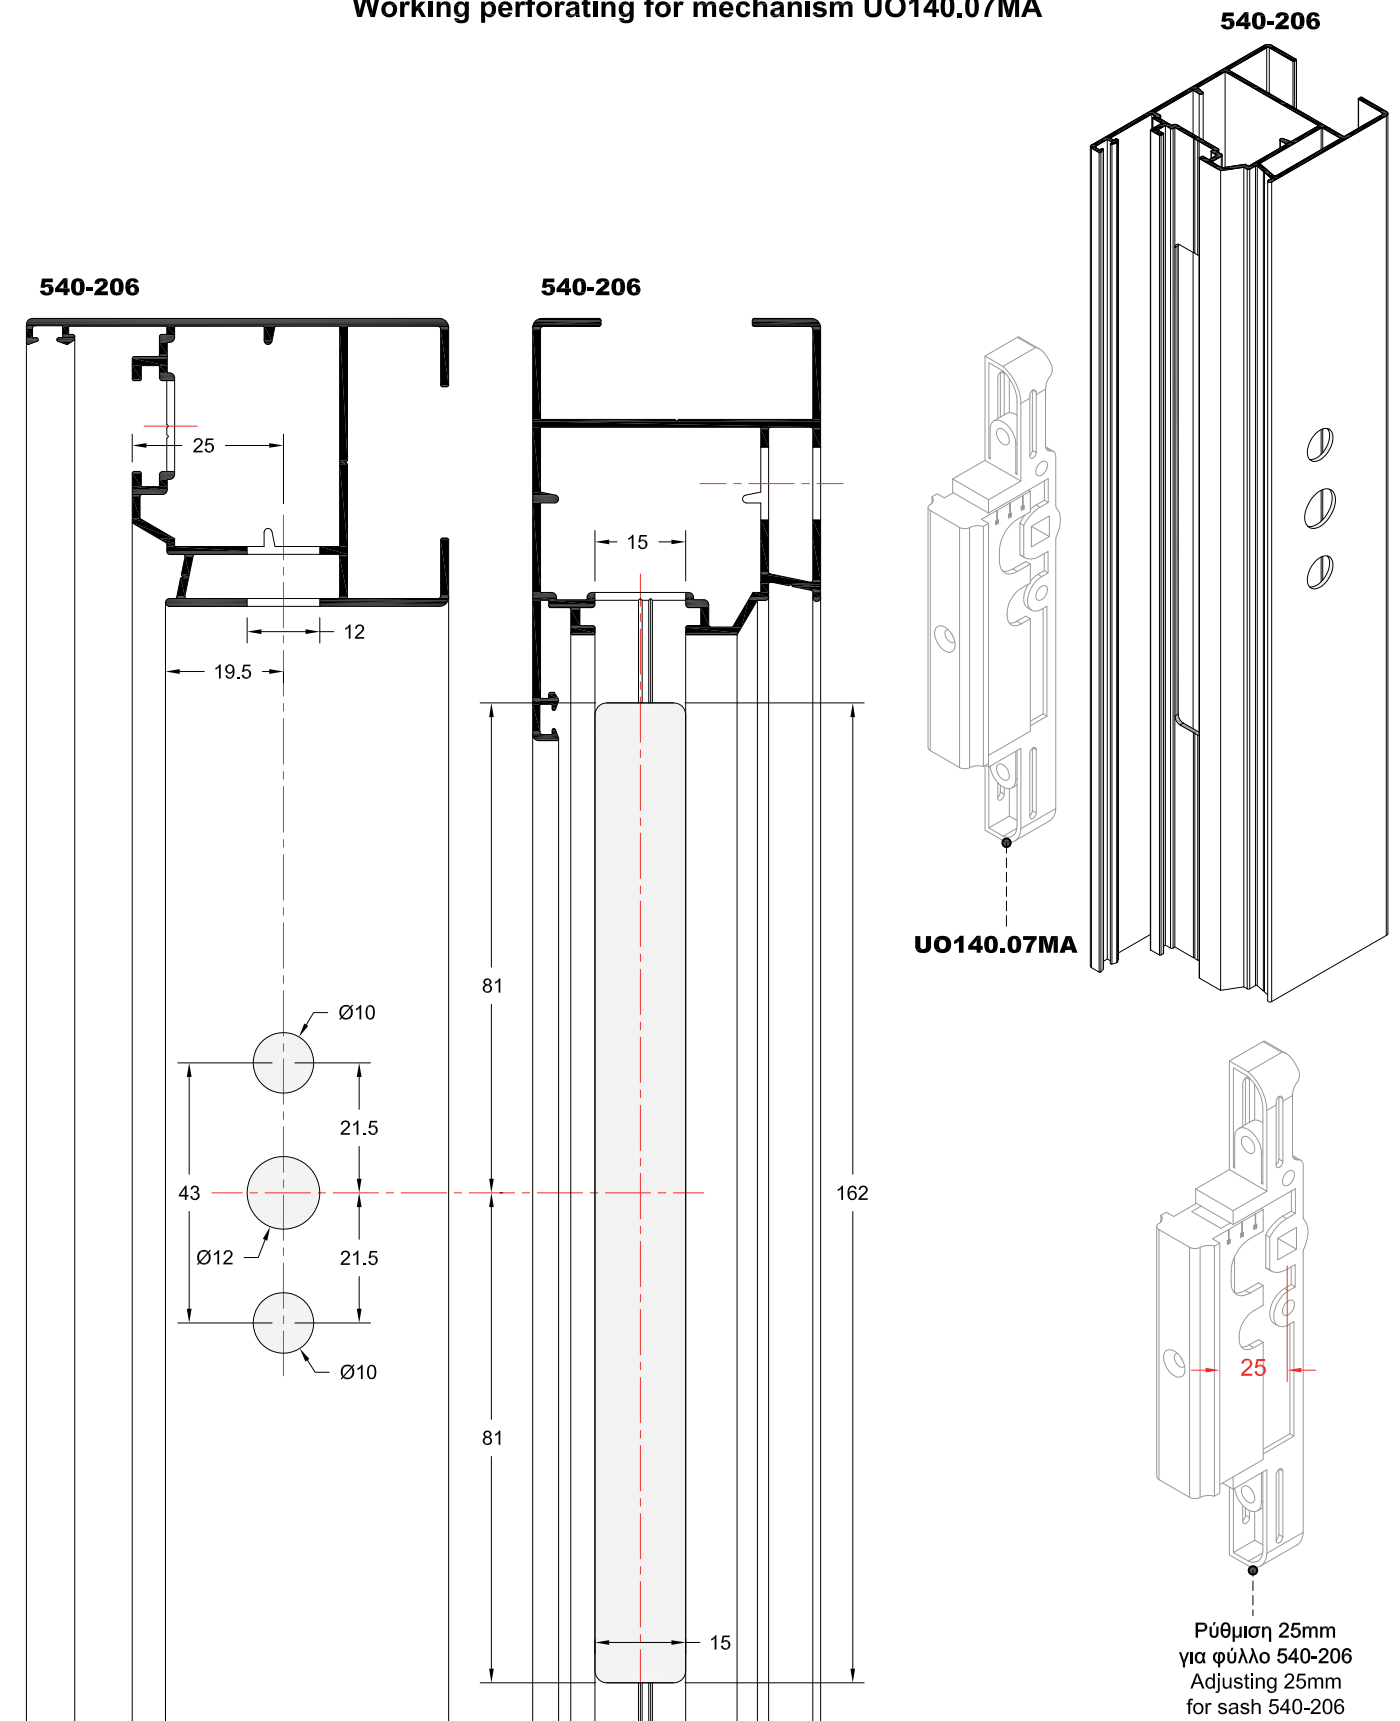 Working perforating for mechanism UO140.07MA
540-206
540-206
540-206
25
15
12
19.5
UO140.07MA
81
Ø10
21.5
43
162
Ø12
21.5
Ø10
25
81
15
Ρύθμιση 25mm
για φύλλο 540-206
Adjusting 25mm
for sash 540-206